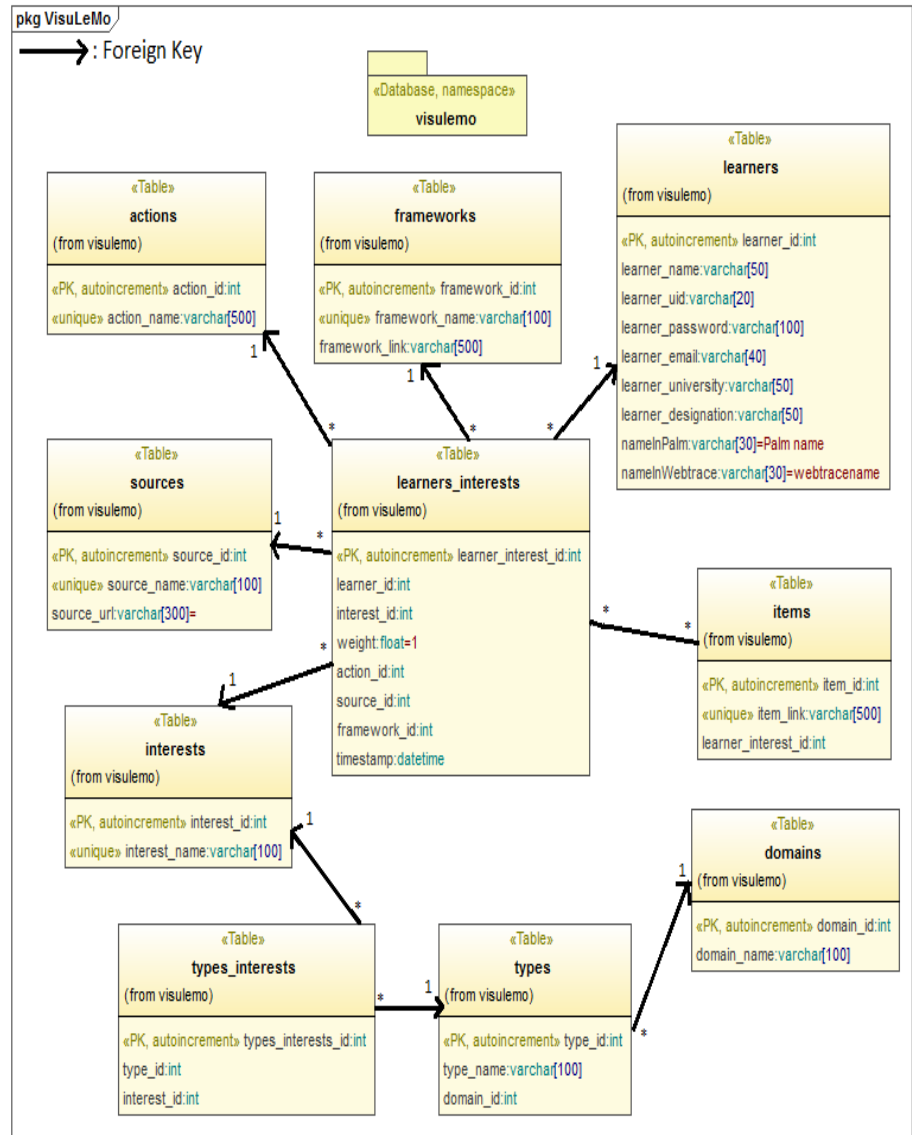 pkg VisuLeMo
: Foreign Key
«Database, namespace»
visulemo
«Table»
actions
(from visulemo)
«PK, autoincrement» action_id:int
«unique» action_name:varchar[500]
1
«Table»
frameworks
(from visulemo)
«PK, autoincrement» framework_id:int
«unique» framework_name:varchar[100]
framework_link:varchar[500]
1
«Table»
learners
(from visulemo)
«PK, autoincrement» learner_id:int
learner_name:varchar[50]
learner_uid:varchar[20]
learner_password:varchar[100]
learner_email:varchar[40]
learner_university:varchar[50]
learner_designation:varchar[50]
nameInPalm:varchar[30]=Palm name
nameInWebtrace:varchar[30]=webtracename
1
*
*
*
«Table»
sources
(from visulemo)
«PK, autoincrement» source_id:int
«unique» source_name:varchar[100]
source_url:varchar[300]=
1
*
«Table»
learners_interests
(from visulemo)
«PK, autoincrement» learner_interest_id:int
learner_id:int
interest_id:int
weight:float=1
action_id:int
source_id:int
framework_id:int
timestamp:datetime
*
*
«Table»
items
(from visulemo)
«PK, autoincrement» item_id:int
«unique» item_link:varchar[500]
learner_interest_id:int
*
1
«Table»
interests
(from visulemo)
«PK, autoincrement» interest_id:int
«unique» interest_name:varchar[100]
1
*
«Table»
domains
(from visulemo)
«PK, autoincrement» domain_id:int
domain_name:varchar[100]
1
*
«Table»
types_interests
(from visulemo)
«PK, autoincrement» types_interests_id:int
type_id:int
interest_id:int
*
1
«Table»
types
(from visulemo)
«PK, autoincrement» type_id:int
type_name:varchar[100]
domain_id:int